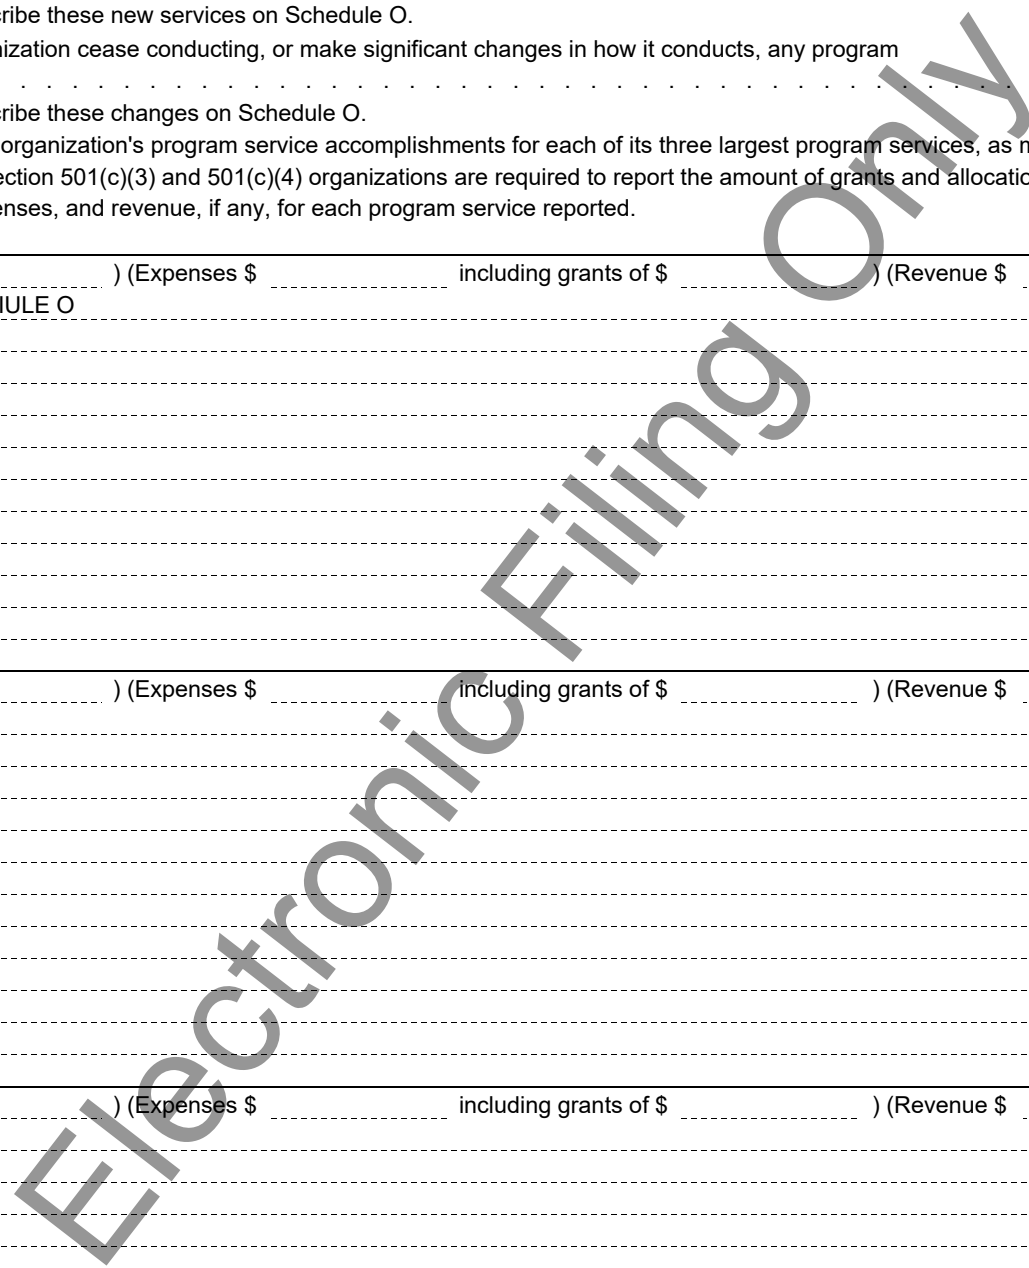 cribe these new services on Schedule O.
nization cease conducting, or make significant changes in how it conducts, any program
. . . . . . . . . . . . . . . . . . . . . . . . . . . . . . . . . . . . . . .
cribe these changes on Schedule O.
organization's program service accomplishments for each of its three largest program services, as m
ection 501(c)(3) and 501(c)(4) organizations are required to report the amount of grants and allocatio
enses, and revenue, if any, for each program service reported.
) (Expenses $ including grants of $ ) (Revenue $
IULE O
) (Expenses $ including grants of $ ) (Revenue $
) (Expenses $ including grants of $ ) (Revenue $
Electronic Filing Only